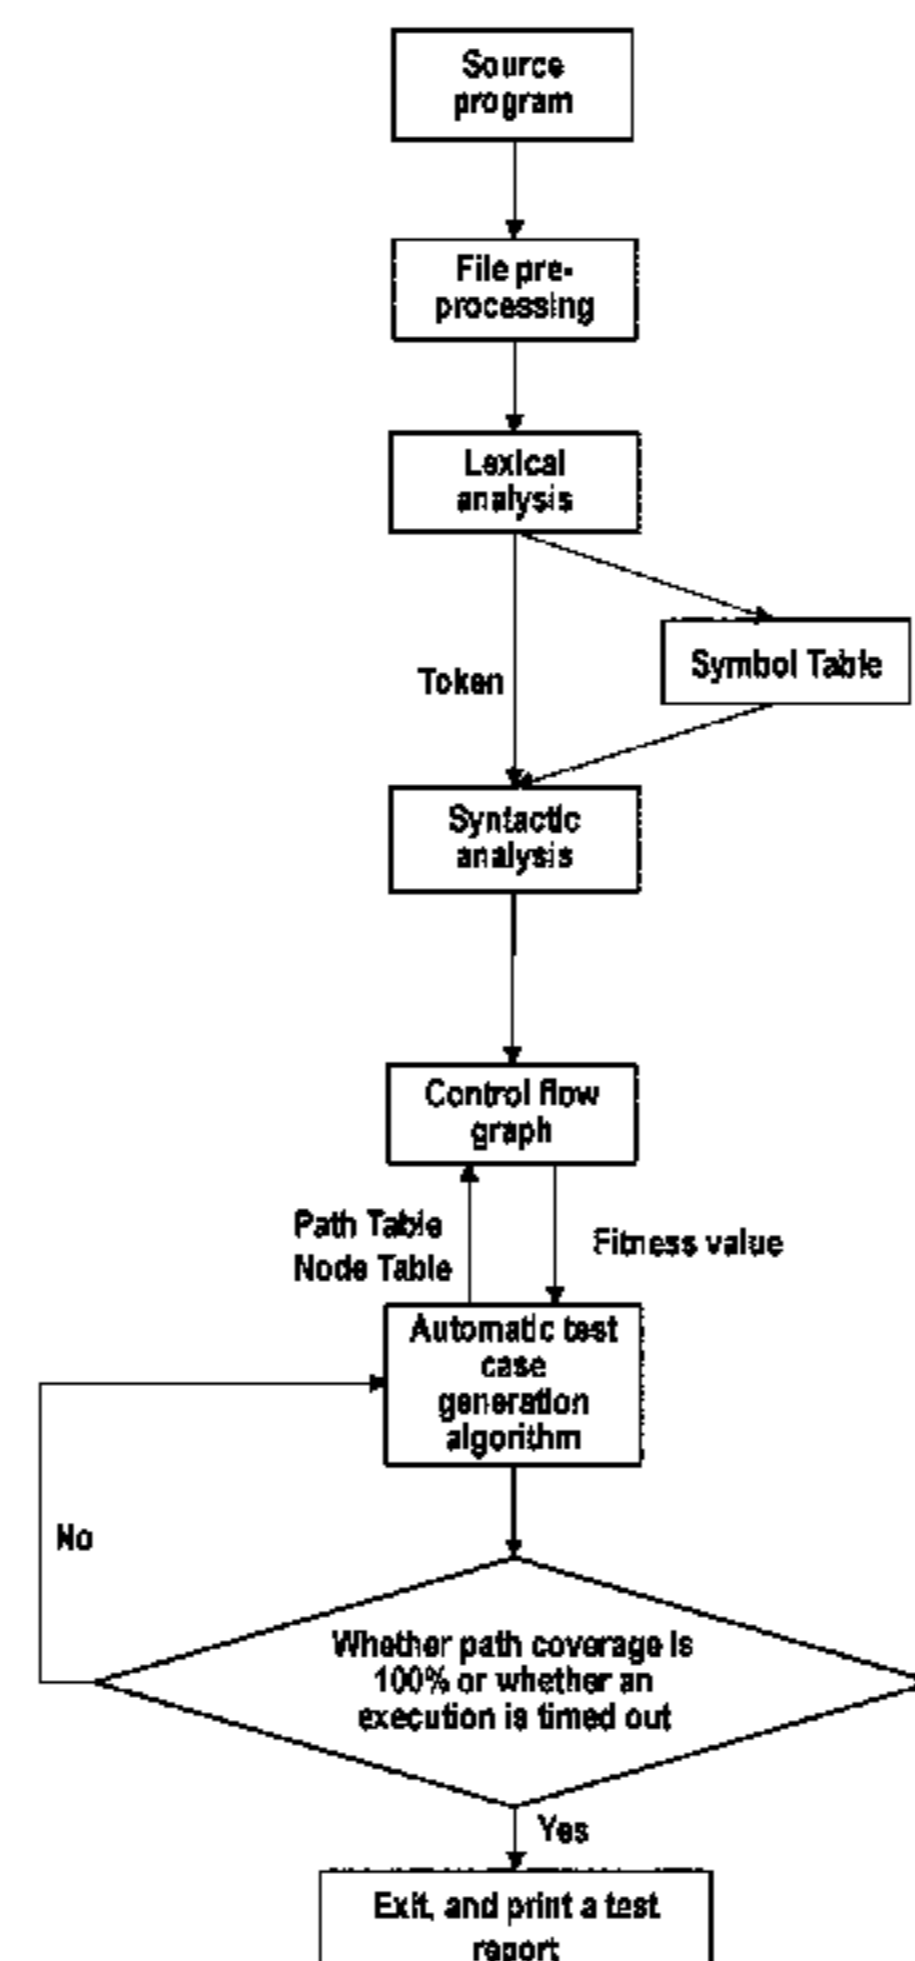 Source
program
File pre-
processing
Lexical
analysis
Symbol Table
Token
Syntactic
analysis
Control flow
graph
Path Table
Node Table
Fitness value
Automatic test
case
generation
algorithm
No
Whether path coverage is
100% or whether an
execution is timed out
Yes
Exit, and print a test
report